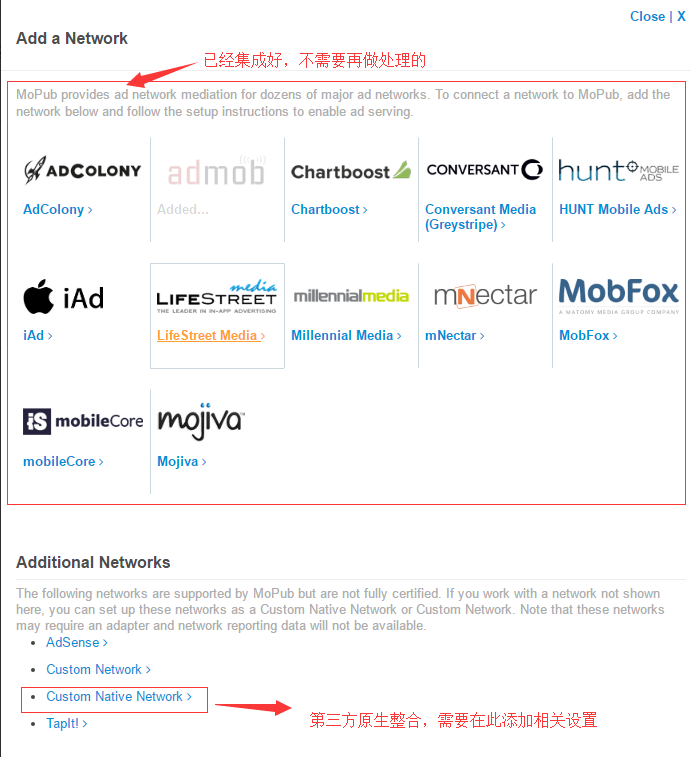 Close | X
Add a Network
已经集成好，不需要再做处理的
MoPub provides ad network mediation for dozens of major ad networks. To connect a network to MoPub, add the
network below and follow the setup instructions to enable ad serving.
ADCOLONY
admob
Chartboost
CONVERSANT
hunt MOBILE ADS
AdColony >
Added...
Chartboost >
Conversant Media
(Greystripe) >
HUNT Mobile Ads >
iAd
LIFESTREET media
THE LEADER IN IN-APP ADVERTISING
millennialmedia
mNectar
MobFox
A MATOMY MEDIA GROUP COMPANY
iAd >
LifeStreet Media >
Millennial Media >
mNectar >
MobFox >
iS mobileCore
mojiva™
mobileCore >
Mojiva >
Additional Networks
The following networks are supported by MoPub but are not fully certified. If you work with a network not shown
here, you can set up these networks as a Custom Native Network or Custom Network. Note that these networks
may require an adapter and network reporting data will not be available.
• AdSense >
• Custom Network >
• Custom Native Network >
第三方原生整合，需要在此添加相关设置
• TapIt! >